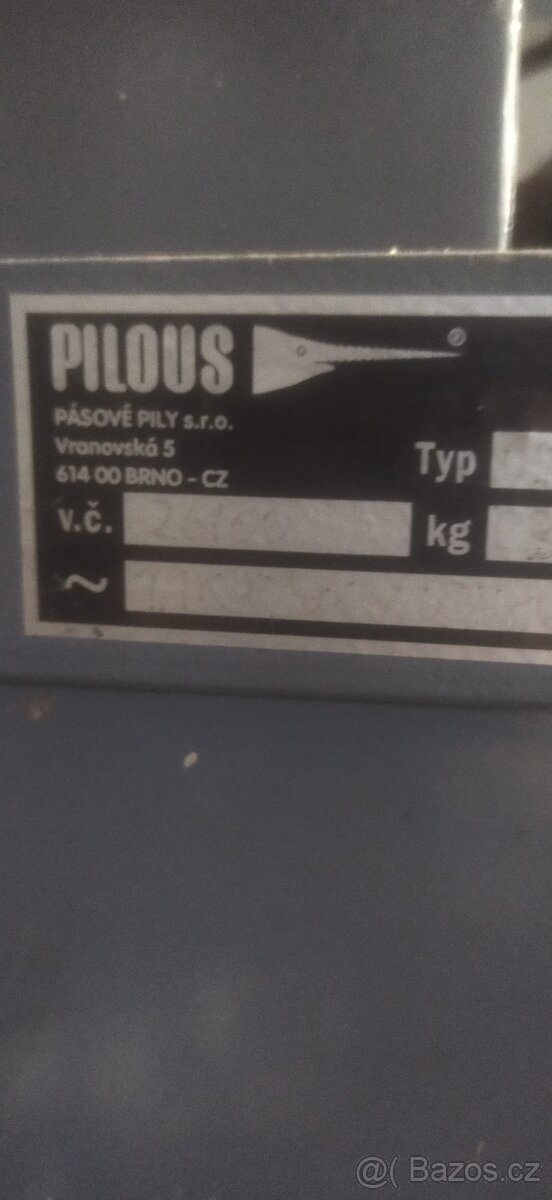 PILOUS ®
PÁSOVÉ PILY s.r.o.
Vranovská 5
614 00 BRNO - CZ
Typ
v.č.
kg
~
@( Bazos.cz